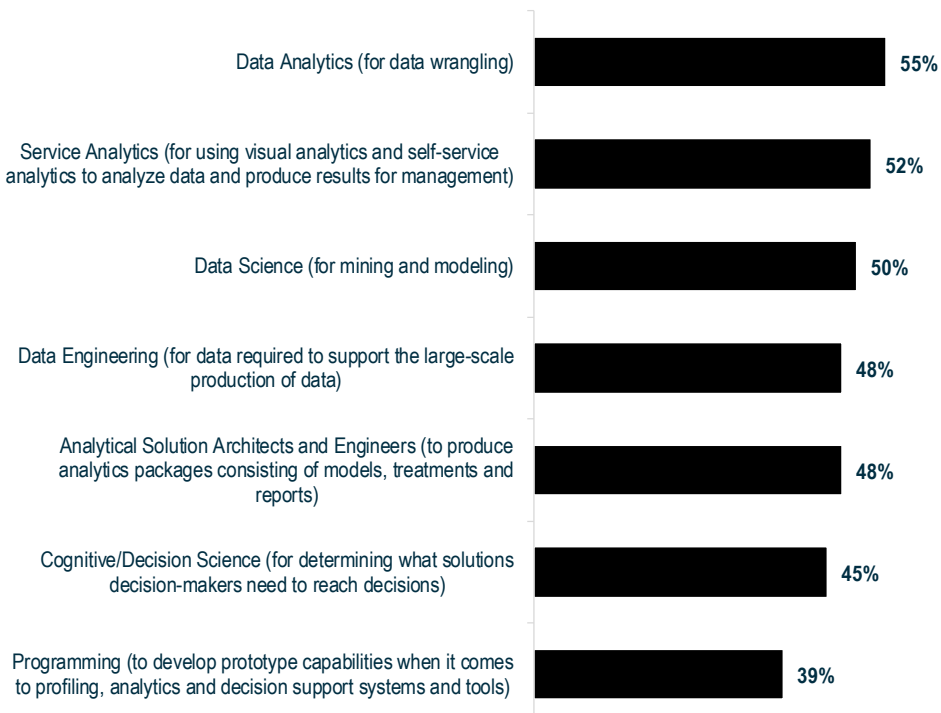 Data Analytics (for data wrangling)
55%
Service Analytics (for using visual analytics and self-service
analytics to analyze data and produce results for management)
52%
Data Science (for mining and modeling)
50%
Data Engineering (for data required to support the large-scale
production of data)
48%
Analytical Solution Architects and Engineers (to produce
analytics packages consisting of models, treatments and
reports)
48%
Cognitive/Decision Science (for determining what solutions
decision-makers need to reach decisions)
45%
Programming (to develop prototype capabilities when it comes
to profiling, analytics and decision support systems and tools)
39%